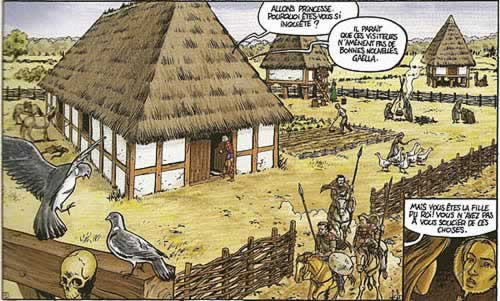 ALLONS PRINCESSE.
POURQUOI ÊTES-VOUS SI
INQUIÈTE ?
IL PARAÎT
QUE CES VISITEURS
N'AMÈNENT PAS DE
BONNES NOUVELLES,
GAËLLA.
MAIS VOUS ÊTES LA FILLE
DU ROI ! VOUS N'AVEZ PAS
À VOUS SOUCIER DE CES
CHOSES.